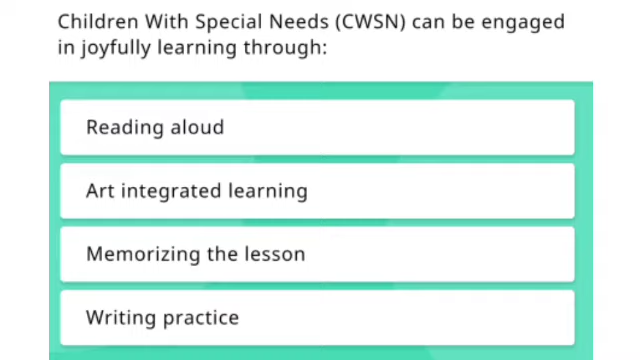 Children With Special Needs (CWSN) can be engaged
in joyfully learning through:
Reading aloud
Art integrated learning
Memorizing the lesson
Writing practice